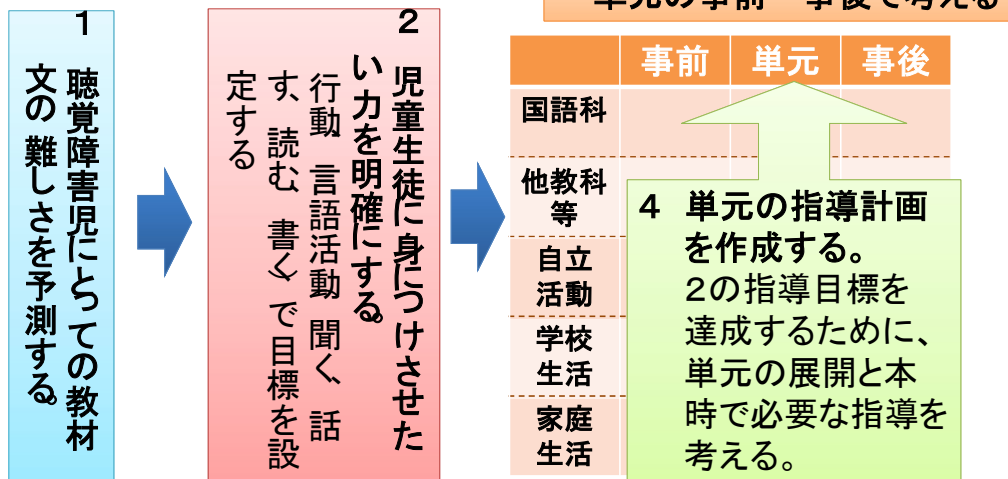 1
聴覚障害児にとっての教材
文の 難しさを予測する。
2
児童生徒に身につけさせた
い力を明確にする。
行動、言語活動（聞く、話
す、読む、書く）で目標を設
定する
単元の事前 事後で考える
事前 単元 事後
国語科
他教科
等
自立
活動
学校
生活
家庭
生活
4 単元の指導計画
を作成する。
2の指導目標を
達成するために、
単元の展開と本
時で必要な指導を
考える。